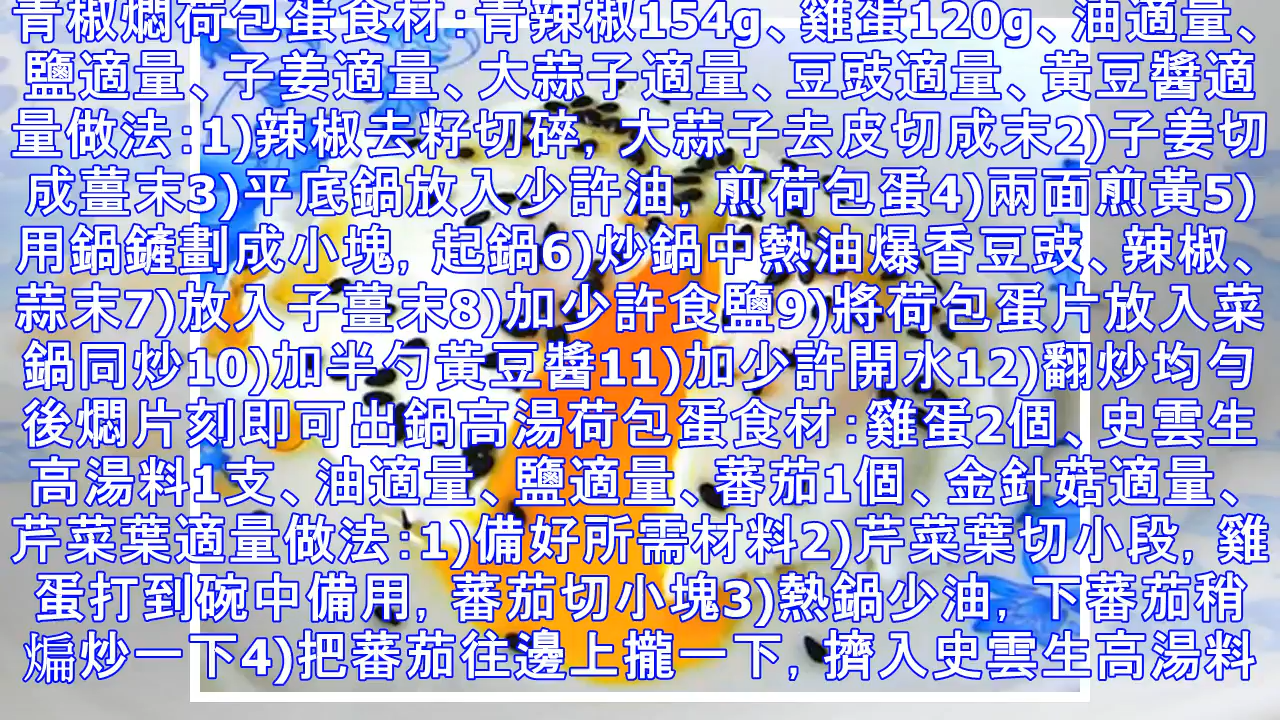 青椒燜荷包蛋食材:青辣椒154g、雞蛋120g、油適量、
鹽適量、子姜適量、大蒜子適量、豆豉適量、黃豆醬適
量做法:1)辣椒去籽切碎, 大蒜子去皮切成末2)子姜切
成薑末3)平底鍋放入少許油, 煎荷包蛋4)兩面煎黃5)
用鍋鏟劃成小塊, 起鍋6)炒鍋中熱油爆香豆豉、辣椒、
蒜末7)放入子薑末8)加少許食鹽9)將荷包蛋片放入菜
鍋同炒10)加半勺黃豆醬11)加少許開水12)翻炒均勻
後燜片刻即可出鍋高湯荷包蛋食材:雞蛋2個、史雲生
高湯料1支、油適量、鹽適量、蕃茄1個、金針菇適量、
芹菜葉適量做法:1)備好所需材料2)芹菜葉切小段, 雞
蛋打到碗中備用, 蕃茄切小塊3)熱鍋少油, 下蕃茄稍
煸炒一下4)把蕃茄往邊上攏一下, 擠入史雲生高湯料